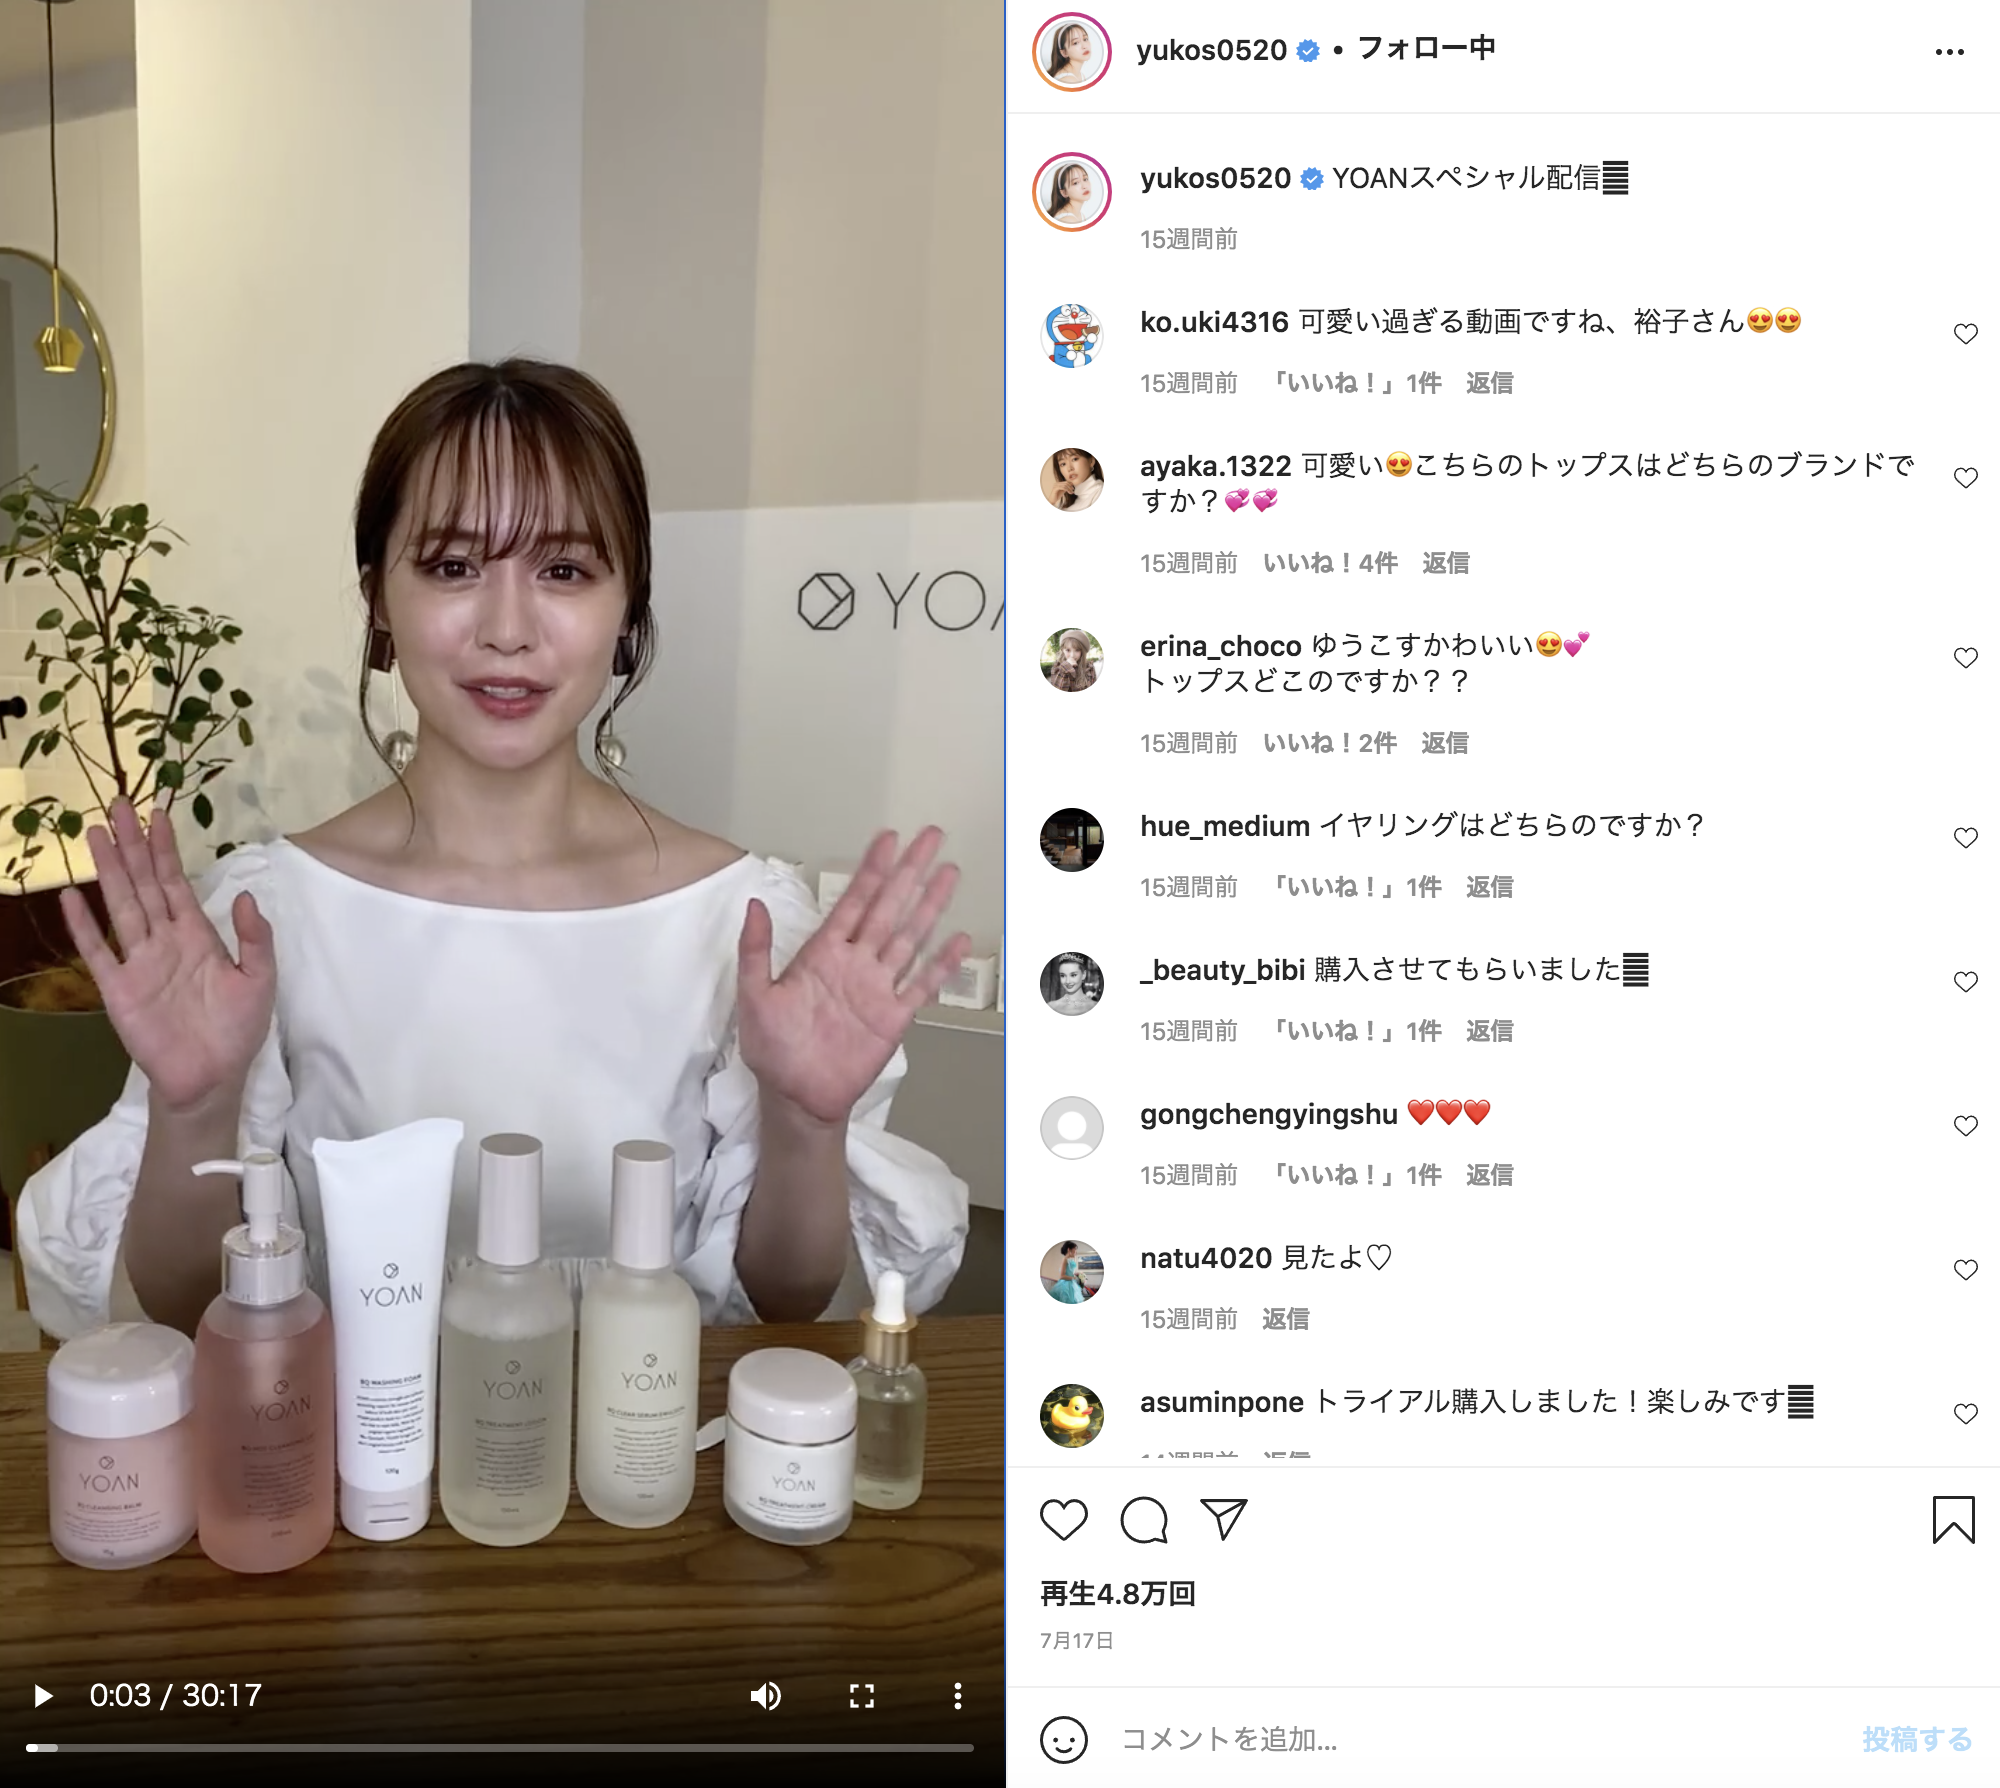 YOA
YOAN
YOAN
YOAN
BQ WASHING FOAM
120g
YOAN
YOAN
YOAN
BQ TREATMENT CREAM
0:03 / 30:17
yukos0520 • フォロー中
yukos0520 YOANスペシャル配信
15週間前
ko.uki4316 可愛い過ぎる動画ですね、裕子さん😍😍
15週間前 「いいね！」1件 返信
ayaka.1322 可愛い😍こちらのトップスはどちらのブランドで
すか？💞💞
15週間前 いいね！4件 返信
erina_choco ゆうこすかわいい😍💕
トップスどこのですか？？
15週間前 いいね！2件 返信
hue_medium イヤリングはどちらのですか？
15週間前 「いいね！」1件 返信
_beauty_bibi 購入させてもらいました
15週間前 「いいね！」1件 返信
gongchengyingshu ❤️❤️❤️
15週間前 「いいね！」1件 返信
natu4020 見たよ♡
15週間前 返信
asuminpone トライアル購入しました！楽しみです
再生4.8万回
7月17日
コメントを追加...
投稿する